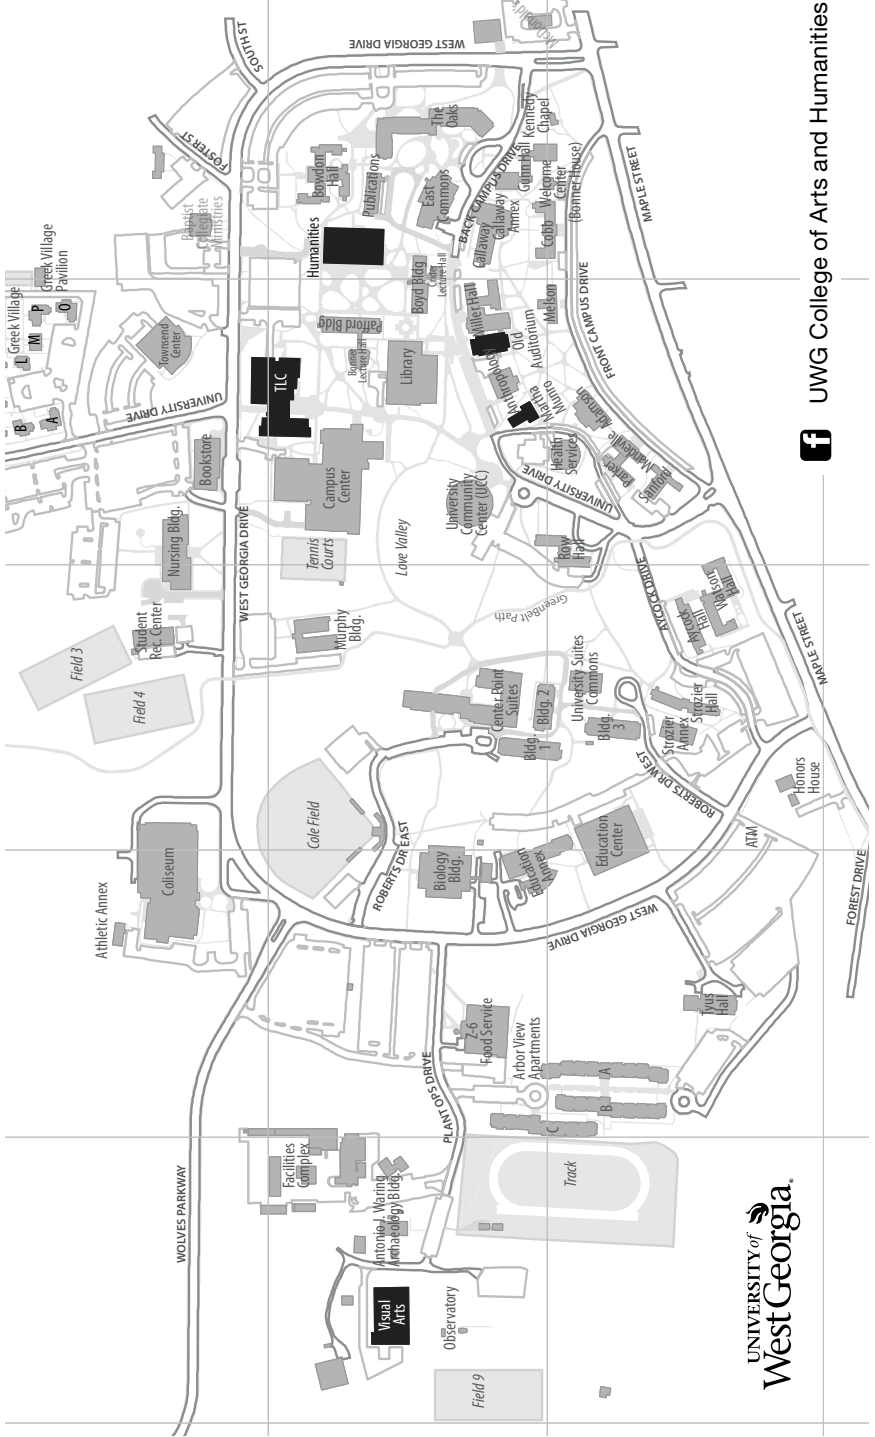 McDonald's
WEST GEORGIA DRIVE
SOUTH ST
FOSTER ST
The
Oaks
Kennedy
Chapel
Gunn Hall
BACK CAMPUS DRIVE
Welcome
Center
(Bonner House)
MAPLE STREET
Bowdon
Hall
Publications
East
Commons
Callaway
Annex
Callaway
Cobb
Baptist
Collegiate
Ministries
Humanities
Greek Village
Pavilion
Greek Village
P
O
M
L
B
A
Townsend
Center
UNIVERSITY DRIVE
Bookstore
TLC
Pafford Bldg.
Bonner
Lecture Hall
Boyd Bldg
Crider
Lecture Hall
Library
Miller Hall
Melson
Old
Auditorium
Anthropology
Martha
Munro
FRONT CAMPUS DRIVE
Adamson
Mandeville
Parker
Sanford
Health
Services
UNIVERSITY DRIVE
University
Community
Center (UCC)
Campus
Center
Tennis
Courts
Love Valley
Nursing Bldg.
WEST GEORGIA DRIVE
Student
Rec. Center
Field 3
Field 4
Murphy
Bldg.
Row
Hall
Greenbelt Path
AYCOCK DRIVE
Aycock
Hall
Watson
Hall
MAPLE STREET
Center Point
Suites
Bldg. 2
University Suites
Commons
Bldg.
1
Bldg.
3
Strozier
Hall
Strozier
Annex
ROBERTS DR WEST
Honors
House
ATM
FOREST DRIVE
Cole Field
ROBERTS DR EAST
Biology
Bldg.
Education
Annex
Education
Center
WEST GEORGIA DRIVE
Coliseum
Athletic Annex
Tyus
Hall
Z-6
Food Service
Arbor View
Apartments
A
B
C
PLANT OPS DRIVE
WOLVES PARKWAY
Facilities
Complex
Antonio J. Waring
Archaeology Bldg.
Track
Visual
Arts
Observatory
Field 9
f UWG College of Arts and Humanities
UNIVERSITY of
West Georgia®